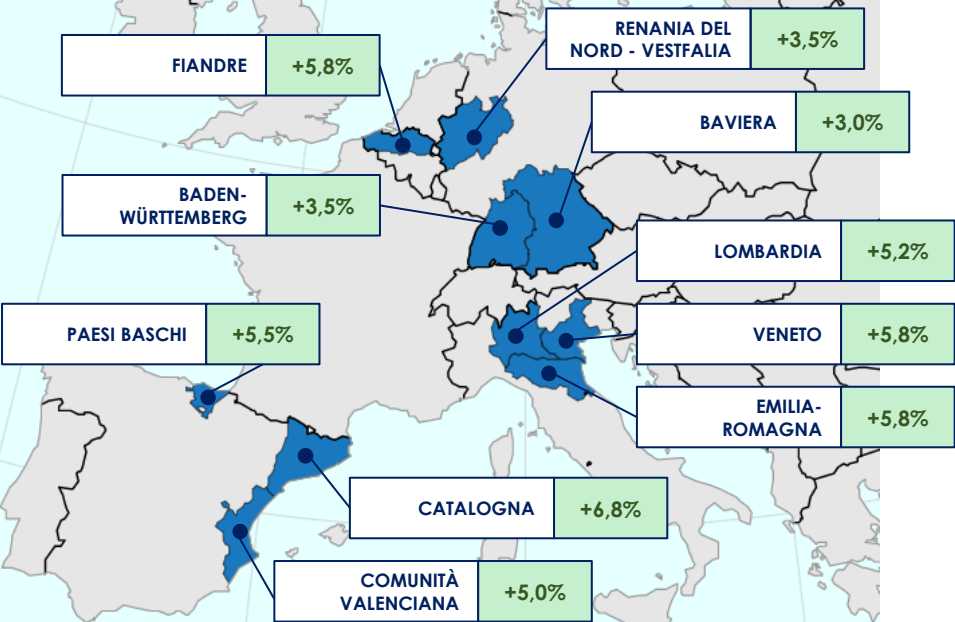 RENANIA DEL
NORD - VESTFALIA
+3,5%
FIANDRE
+5,8%
BAVIERA
+3,0%
BADEN-
WÜRTTEMBERG
+3,5%
LOMBARDIA
+5,2%
PAESI BASCHI
+5,5%
VENETO
+5,8%
EMILIA-
ROMAGNA
+5,8%
CATALOGNA
+6,8%
COMUNITÀ
VALENCIANA
+5,0%